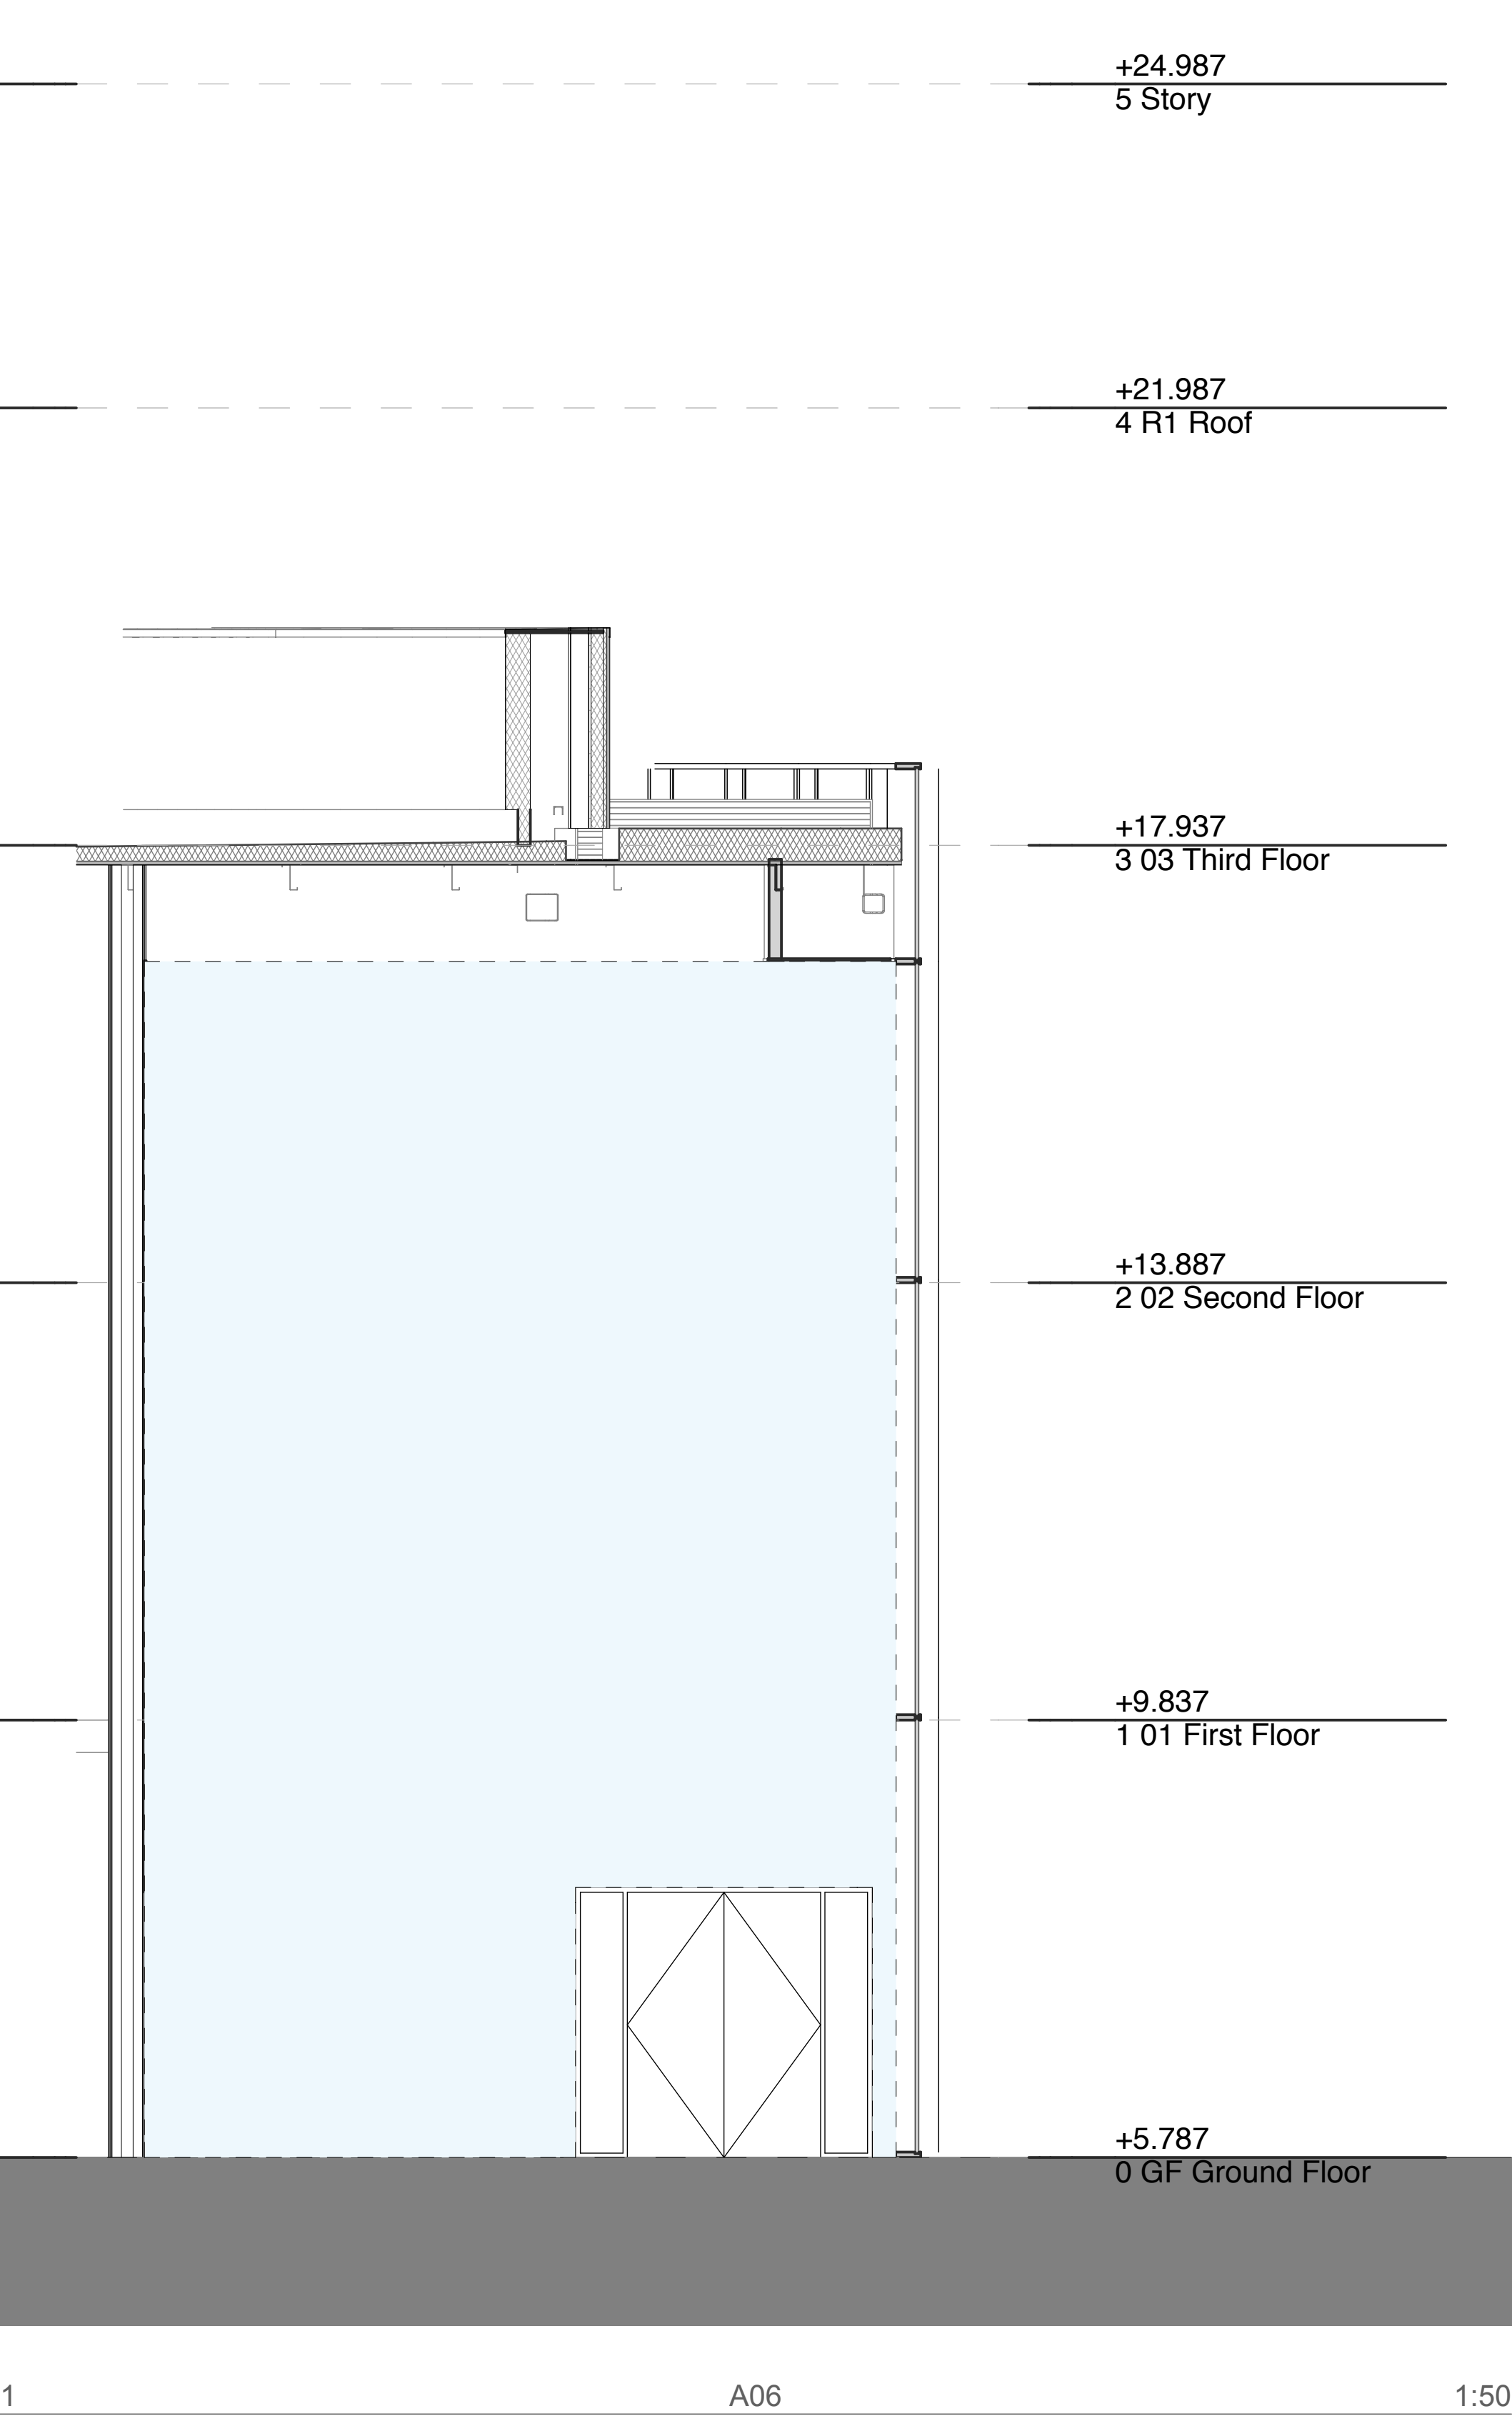 +24.987
5 Story
+21.987
4 R1 Roof
+17.937
3 03 Third Floor
+13.887
2 02 Second Floor
+9.837
1 01 First Floor
+5.787
0 GF Ground Floor
1 A06 1:50